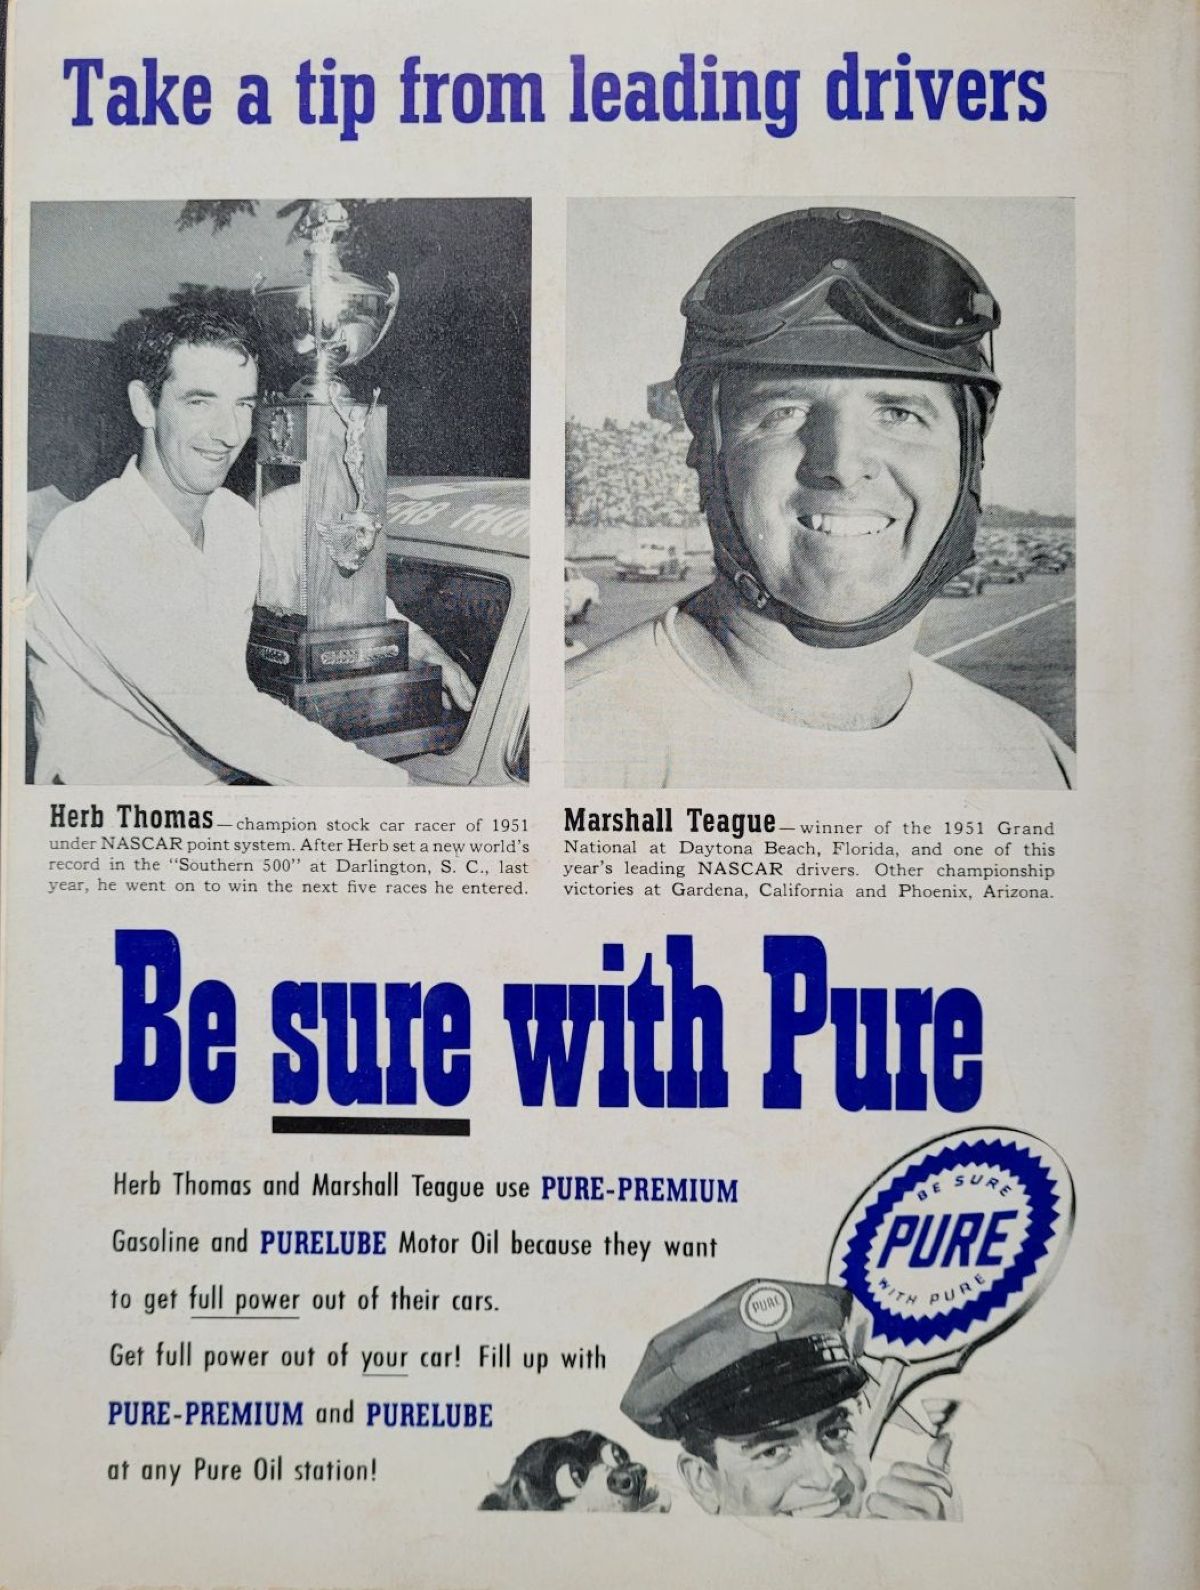 Take a tip from leading drivers
ERB THOM
Herb Thomas—champion stock car racer of 1951
under NASCAR point system. After Herb set a new world's
record in the "Southern 500" at Darlington, S. C., last
year, he went on to win the next five races he entered.
Marshall Teague—winner of the 1951 Grand
National at Daytona Beach, Florida, and one of this
year's leading NASCAR drivers. Other championship
victories at Gardena, California and Phoenix, Arizona.
Be sure with Pure
Herb Thomas and Marshall Teague use PURE-PREMIUM
Gasoline and PURELUBE Motor Oil because they want
to get full power out of their cars.
Get full power out of your car! Fill up with
PURE-PREMIUM and PURELUBE
at any Pure Oil station!
BE SURE
PURE
WITH PURE
PURE